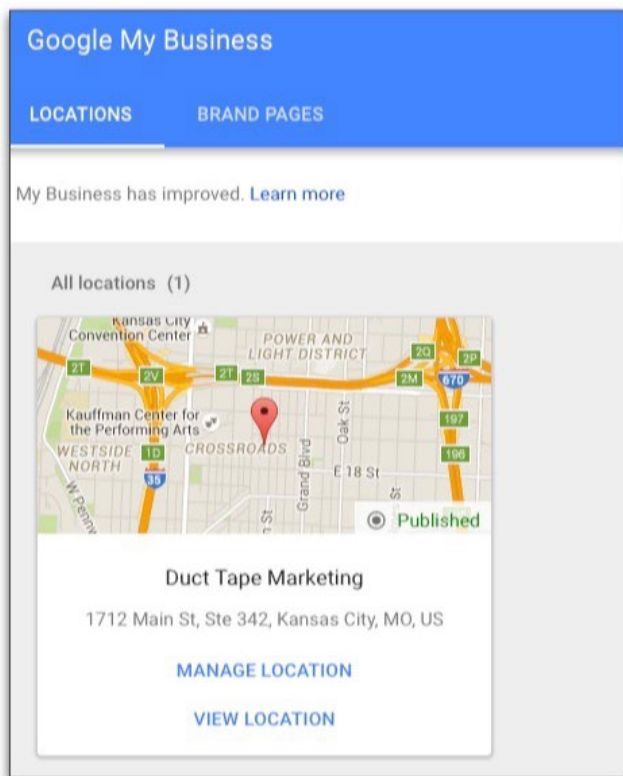 Google My Business
LOCATIONS BRAND PAGES
My Business has improved. Learn more
All locations (1)
Kansas City
Convention Center
POWER AND
LIGHT DISTRICT
2Q
2P
2T
2V
2T
2S
2M
670
Kauffman Center for
the Performing Arts
Oak St
197
WESTSIDE
NORTH
1D
CROSSROADS
Grand Blvd
196
E 18 St
35
Published
Duct Tape Marketing
1712 Main St, Ste 342, Kansas City, MO, US
MANAGE LOCATION
VIEW LOCATION